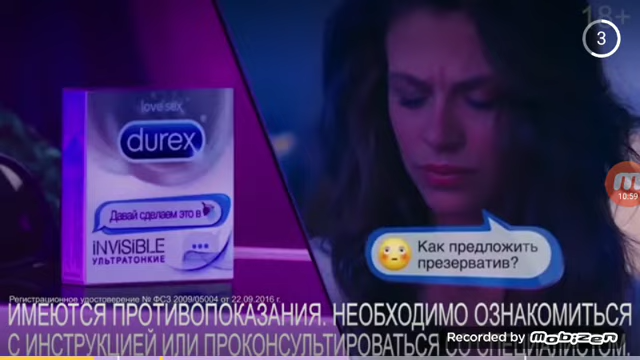 18+
3
love sex
durex
Давай сделаем это в
INVISIBLE
УЛЬТРАТОНКИЕ
Как предложить
презерватив?
10:59
Регистрационное удостоверение № ФСЗ 2009/05004 от 22.09.2016 г.
ИМЕЮТСЯ ПРОТИВОПОКАЗАНИЯ. НЕОБХОДИМО ОЗНАКОМИТЬСЯ
С ИНСТРУКЦИЕЙ ИЛИ ПРОКОНСУЛЬТИРОВАТЬСЯ СО СПЕЦИАЛИСТОМ.
Recorded by Mobizen